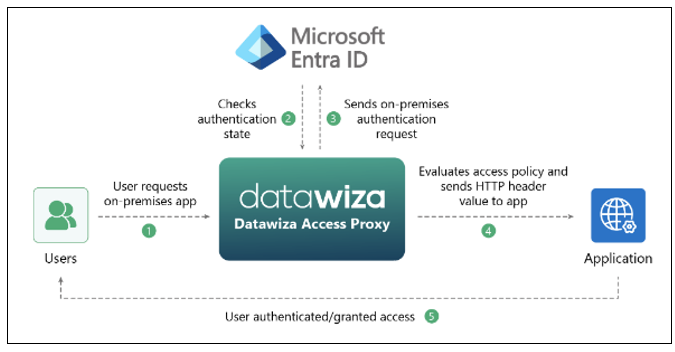 Microsoft
Entra ID
Checks
authentication
state
2
3
Sends on-premises
authentication
request
User requests
on-premises app
1
datawiza
Datawiza Access Proxy
Evaluates access policy and
sends HTTP header
value to app
4
Users
Application
User authenticated/granted access 5